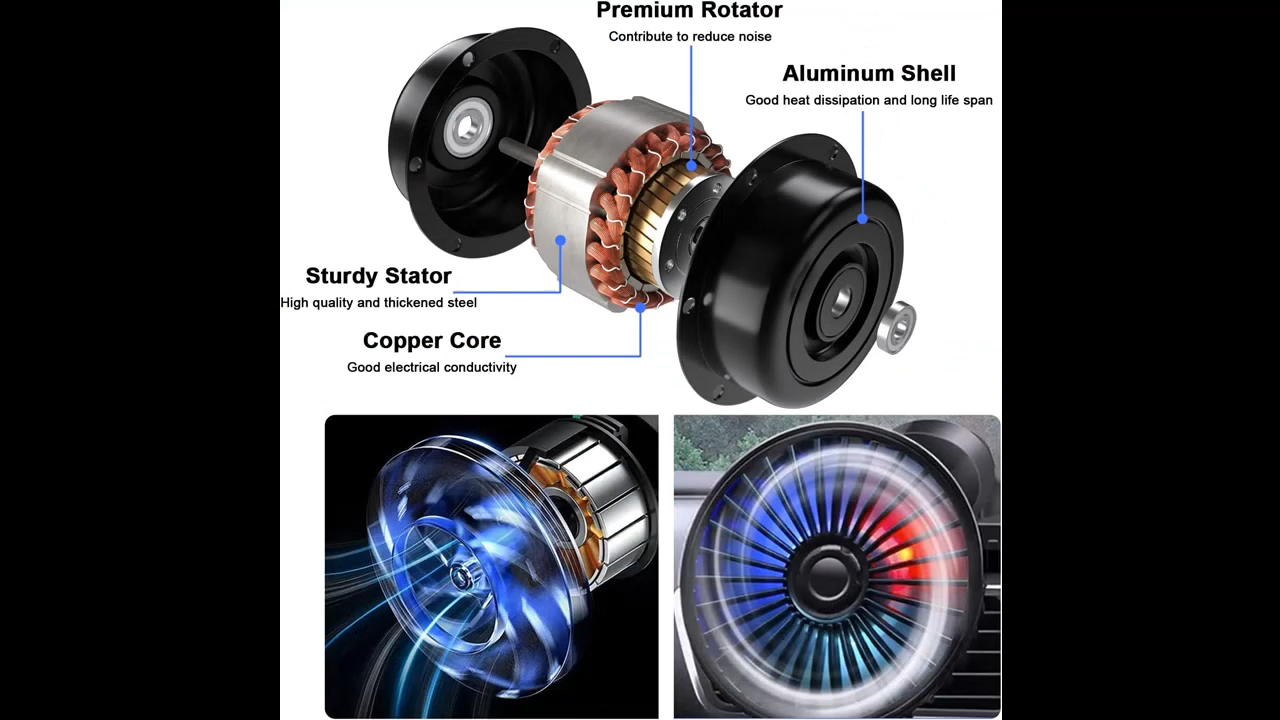 Premium Rotator
Contribute to reduce noise
Aluminum Shell
Good heat dissipation and long life span
Sturdy Stator
High quality and thickened steel
Copper Core
Good electrical conductivity